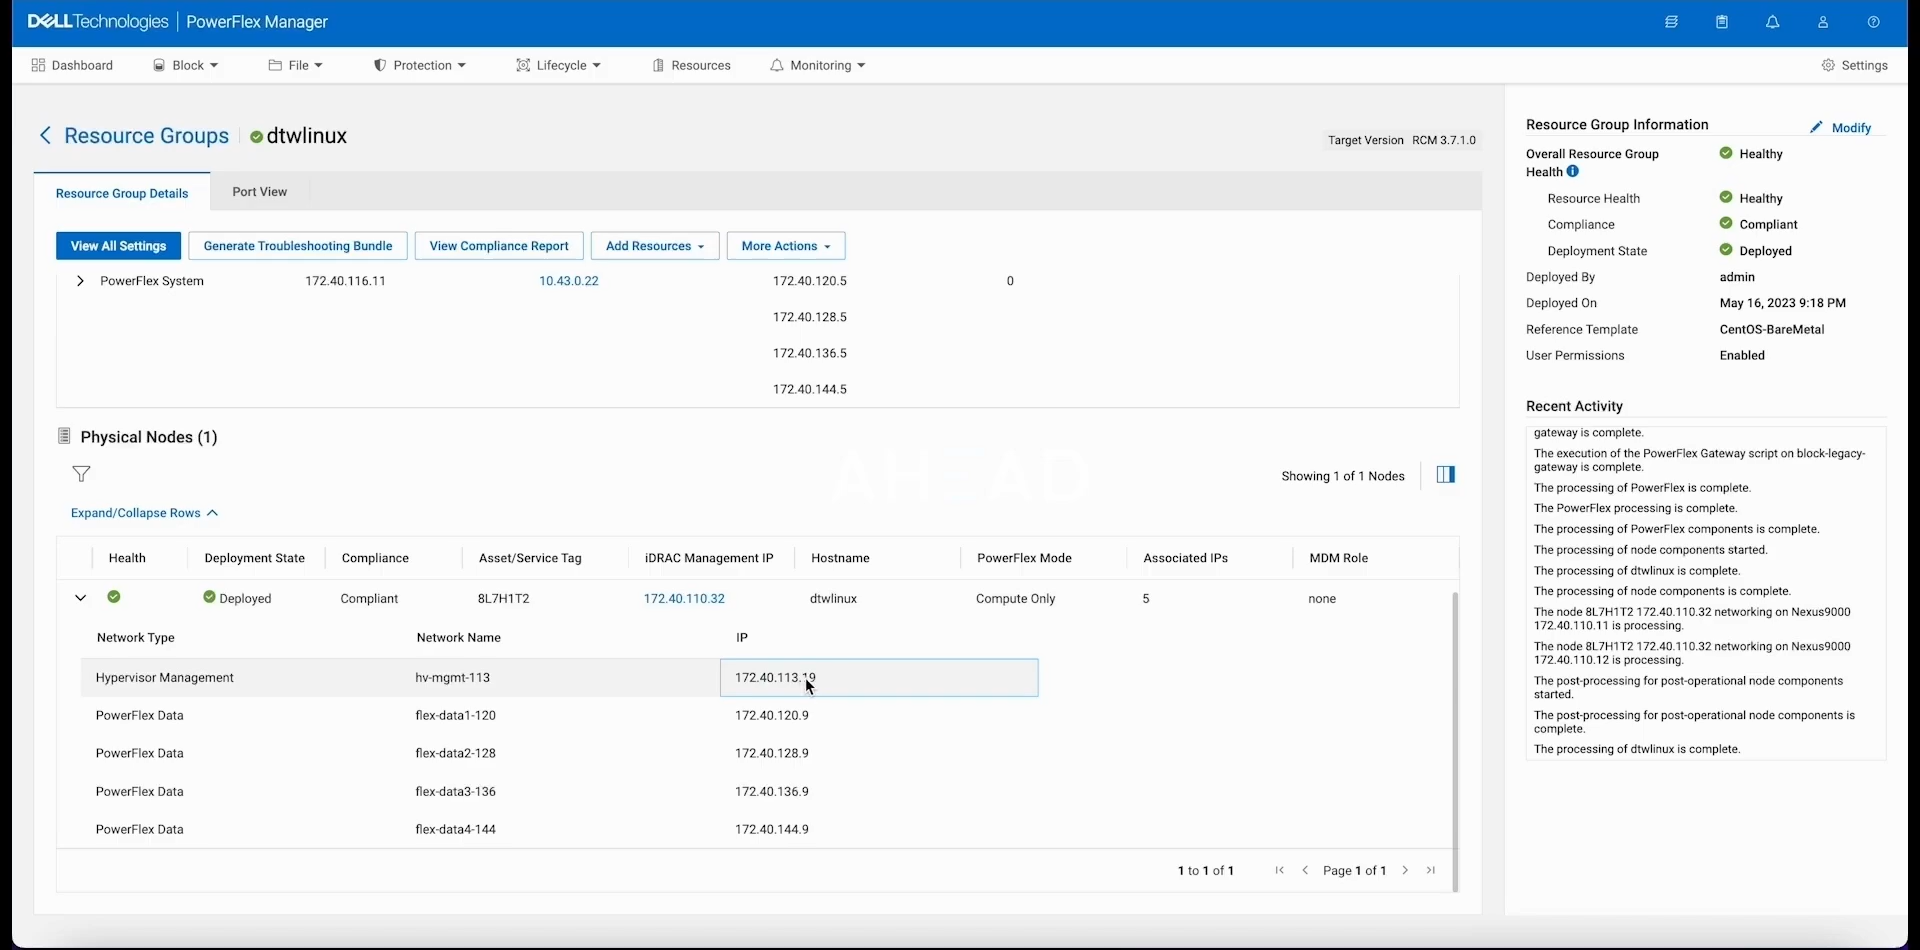 DELLTechnologies | PowerFlex Manager
Dashboard Block File Protection Lifecycle Resources Monitoring Settings
Resource Groups dtwlinux
Target Version RCM 3.7.1.0
Resource Group Details Port View
View All Settings Generate Troubleshooting Bundle View Compliance Report Add Resources More Actions
PowerFlex System 172.40.116.11 10.43.0.22 172.40.120.5 0
172.40.128.5
172.40.136.5
172.40.144.5
Physical Nodes (1)
AHEAD
Showing 1 of 1 Nodes
Expand/Collapse Rows
Health Deployment State Compliance Asset/Service Tag iDRAC Management IP Hostname PowerFlex Mode Associated IPs MDM Role
Deployed Compliant 8L7H1T2 172.40.110.32 dtwlinux Compute Only 5 none
Network Type Network Name IP
Hypervisor Management hv-mgmt-113 172.40.113.19
PowerFlex Data flex-data1-120 172.40.120.9
PowerFlex Data flex-data2-128 172.40.128.9
PowerFlex Data flex-data3-136 172.40.136.9
PowerFlex Data flex-data4-144 172.40.144.9
1 to 1 of 1 Page 1 of 1
Resource Group Information Modify
Overall Resource Group Healthy
Health
Resource Health Healthy
Compliance Compliant
Deployment State Deployed
Deployed By admin
Deployed On May 16, 2023 9:18 PM
Reference Template CentOS-BareMetal
User Permissions Enabled
Recent Activity
gateway is complete.
The execution of the PowerFlex Gateway script on block-legacy-
gateway is complete.
The processing of PowerFlex is complete.
The PowerFlex processing is complete.
The processing of PowerFlex components is complete.
The processing of node components started.
The processing of dtwlinux is complete.
The processing of node components is complete.
The node 8L7H1T2 172.40.110.32 networking on Nexus9000
172.40.110.11 is processing.
The node 8L7H1T2 172.40.110.32 networking on Nexus9000
172.40.110.12 is processing.
The post-processing for post-operational node components
started.
The post-processing for post-operational node components is
complete.
The processing of dtwlinux is complete.